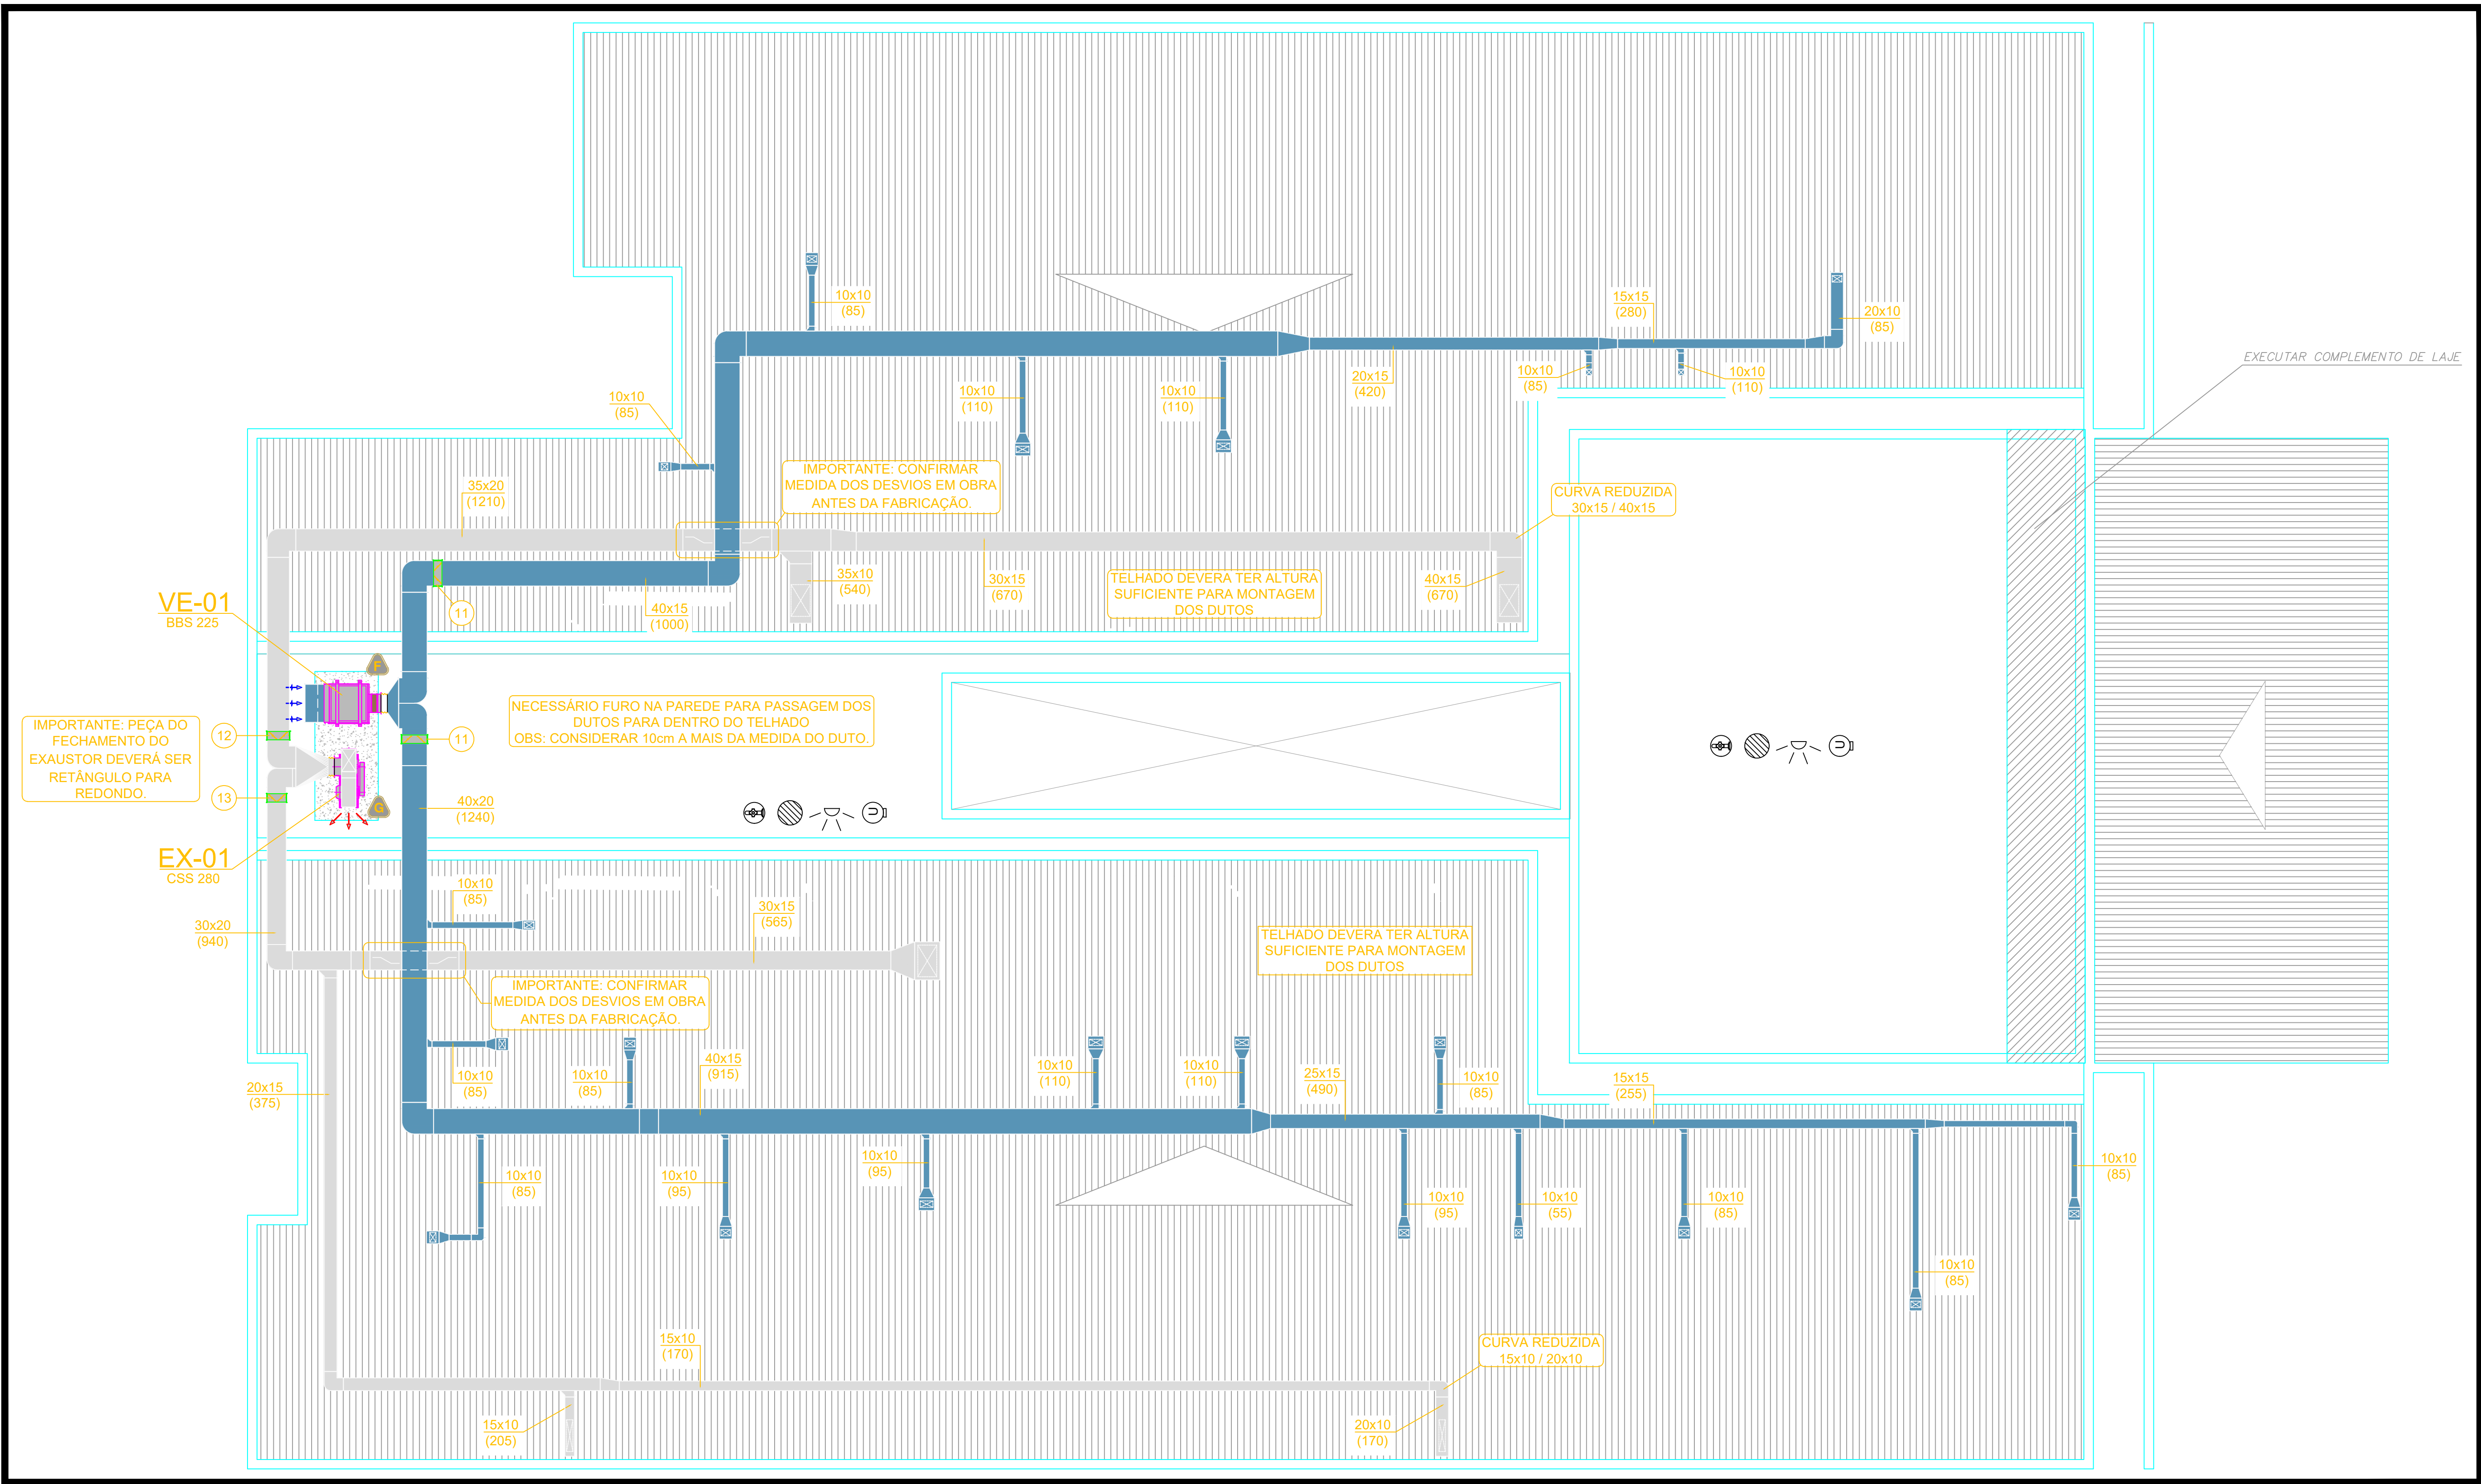 10x10
(85)
15x15
(280)
20x10
(85)
EXECUTAR COMPLEMENTO DE LAJE
10x10
(85)
10x10
(110)
10x10
(110)
20x15
(420)
10x10
(85)
10x10
(110)
35x20
(1210)
IMPORTANTE: CONFIRMAR
MEDIDA DOS DESVIOS EM OBRA
ANTES DA FABRICAÇÃO.
CURVA REDUZIDA
30x15 / 40x15
35x10
(540)
30x15
(670)
TELHADO DEVERA TER ALTURA
SUFICIENTE PARA MONTAGEM
DOS DUTOS
40x15
(670)
VE-01
BBS 225
11
40x15
(1000)
F
IMPORTANTE: PEÇA DO
FECHAMENTO DO
EXAUSTOR DEVERÁ SER
RETÂNGULO PARA
REDONDO.
12
13
11
NECESSÁRIO FURO NA PAREDE PARA PASSAGEM DOS
DUTOS PARA DENTRO DO TELHADO
OBS: CONSIDERAR 10cm A MAIS DA MEDIDA DO DUTO.
G
40x20
(1240)
EX-01
CSS 280
10x10
(85)
30x20
(940)
30x15
(565)
TELHADO DEVERA TER ALTURA
SUFICIENTE PARA MONTAGEM
DOS DUTOS
IMPORTANTE: CONFIRMAR
MEDIDA DOS DESVIOS EM OBRA
ANTES DA FABRICAÇÃO.
20x15
(375)
10x10
(85)
10x10
(85)
40x15
(915)
10x10
(110)
10x10
(110)
25x15
(490)
10x10
(85)
15x15
(255)
10x10
(85)
10x10
(95)
10x10
(95)
10x10
(95)
10x10
(55)
10x10
(85)
10x10
(85)
10x10
(85)
15x10
(170)
CURVA REDUZIDA
15x10 / 20x10
15x10
(205)
20x10
(170)